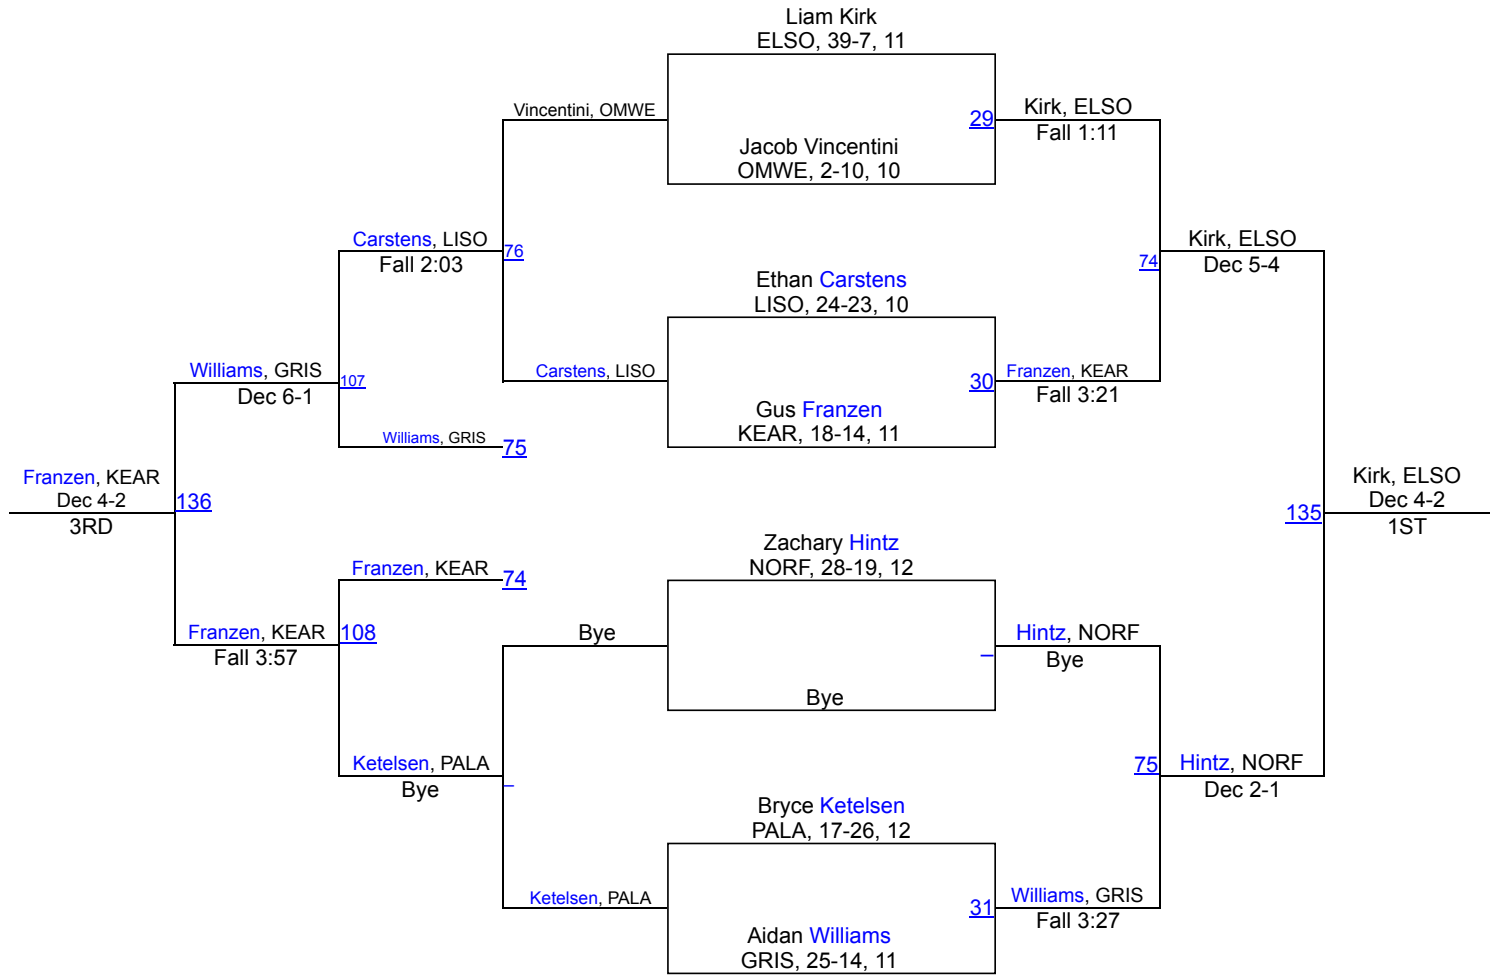 Liam Kirk
ELSO, 39-7, 11
Vincentini, OMWE
29
Kirk, ELSO
Fall 1:11
Jacob Vincentini
OMWE, 2-10, 10
Carstens, LISO
Fall 2:03
76
74
Kirk, ELSO
Dec 5-4
Ethan Carstens
LISO, 24-23, 10
Williams, GRIS
Dec 6-1
107
Carstens, LISO
30
Franzen, KEAR
Fall 3:21
Gus Franzen
KEAR, 18-14, 11
Williams, GRIS
75
Franzen, KEAR
Dec 4-2
3RD
136
135
Kirk, ELSO
Dec 4-2
1ST
Zachary Hintz
NORF, 28-19, 12
Franzen, KEAR
74
Franzen, KEAR
Fall 3:57
108
Bye
Hintz, NORF
Bye
Bye
Ketelsen, PALA
Bye
75
Hintz, NORF
Dec 2-1
Bryce Ketelsen
PALA, 17-26, 12
Ketelsen, PALA
31
Williams, GRIS
Fall 3:27
Aidan Williams
GRIS, 25-14, 11